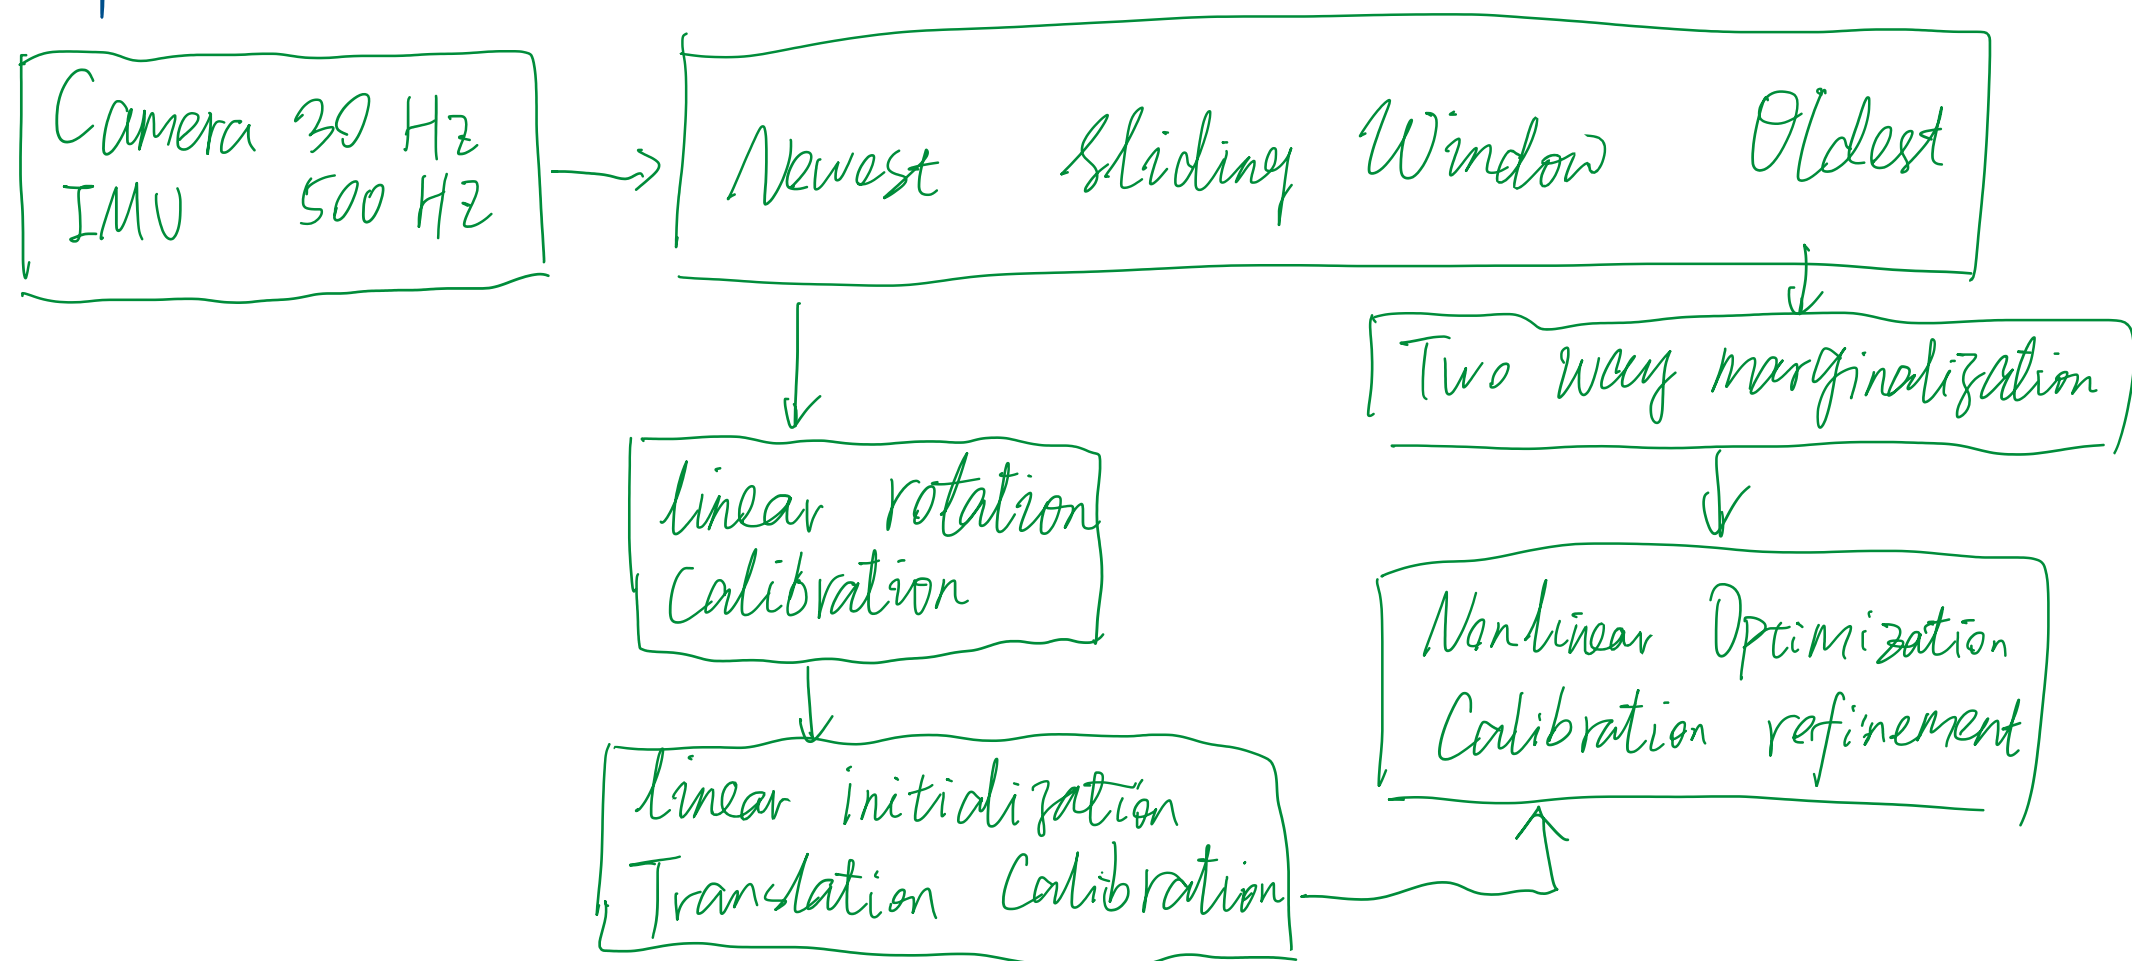 Camera 30 Hz
IMU 500 Hz
Newest Sliding Window Oldest
Two way marginalization
linear rotation
Calibration
Nonlinear Optimization
Calibration refinement
linear initialization
Translation Calibration